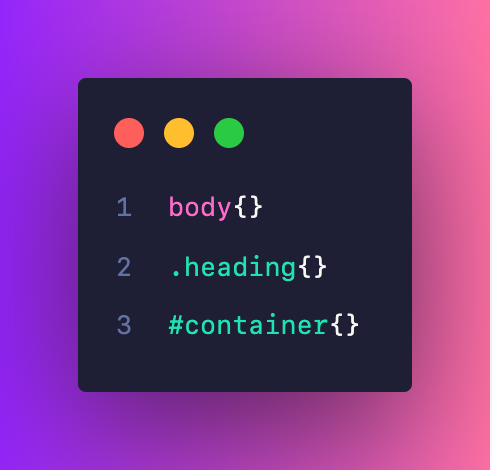 1 body{}
2 .heading{}
3 #container{}